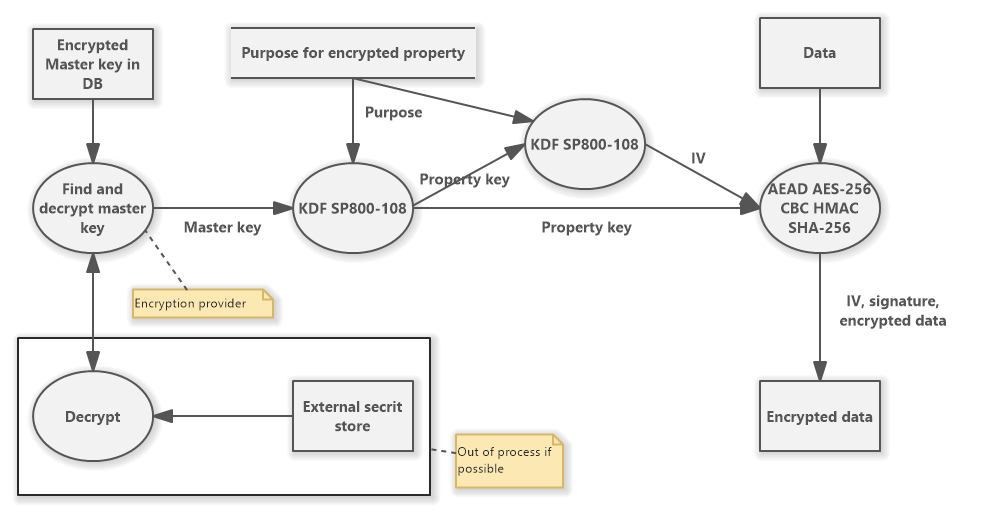 Encrypted
Master key in
DB
Purpose for encrypted property
Data
Purpose
KDF SP800-108
IV
Property key
Find and
decrypt master
key
Master key
KDF SP800-108
Property key
AEAD AES-256
CBC HMAC
SHA-256
Encryption provider
IV, signature,
encrypted data
Decrypt
External secrit
store
Out of process if
possible
Encrypted data